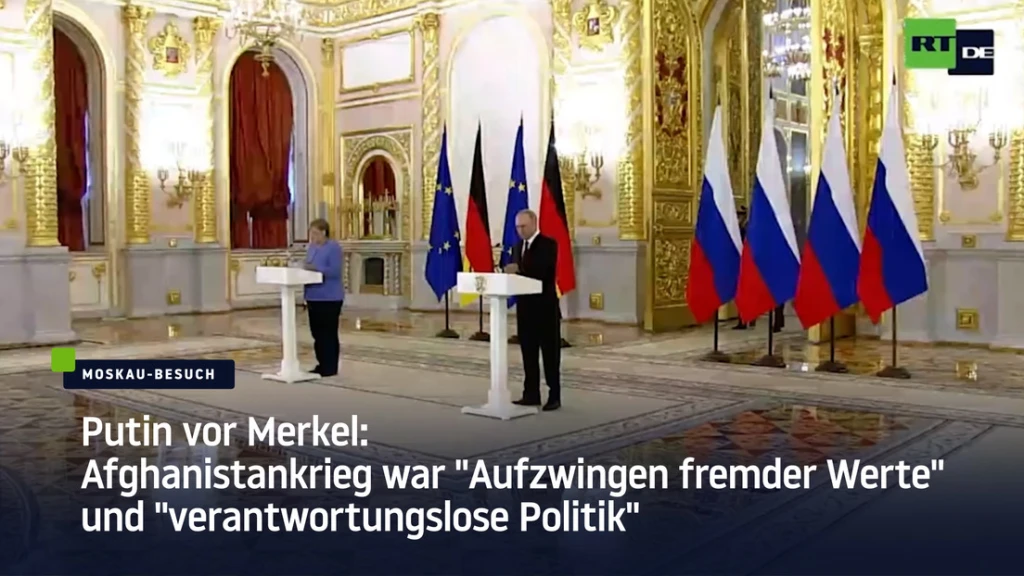 RT DE
MOSKAU-BESUCH
Putin vor Merkel:
Afghanistankrieg war "Aufzwingen fremder Werte"
und "verantwortungslose Politik"